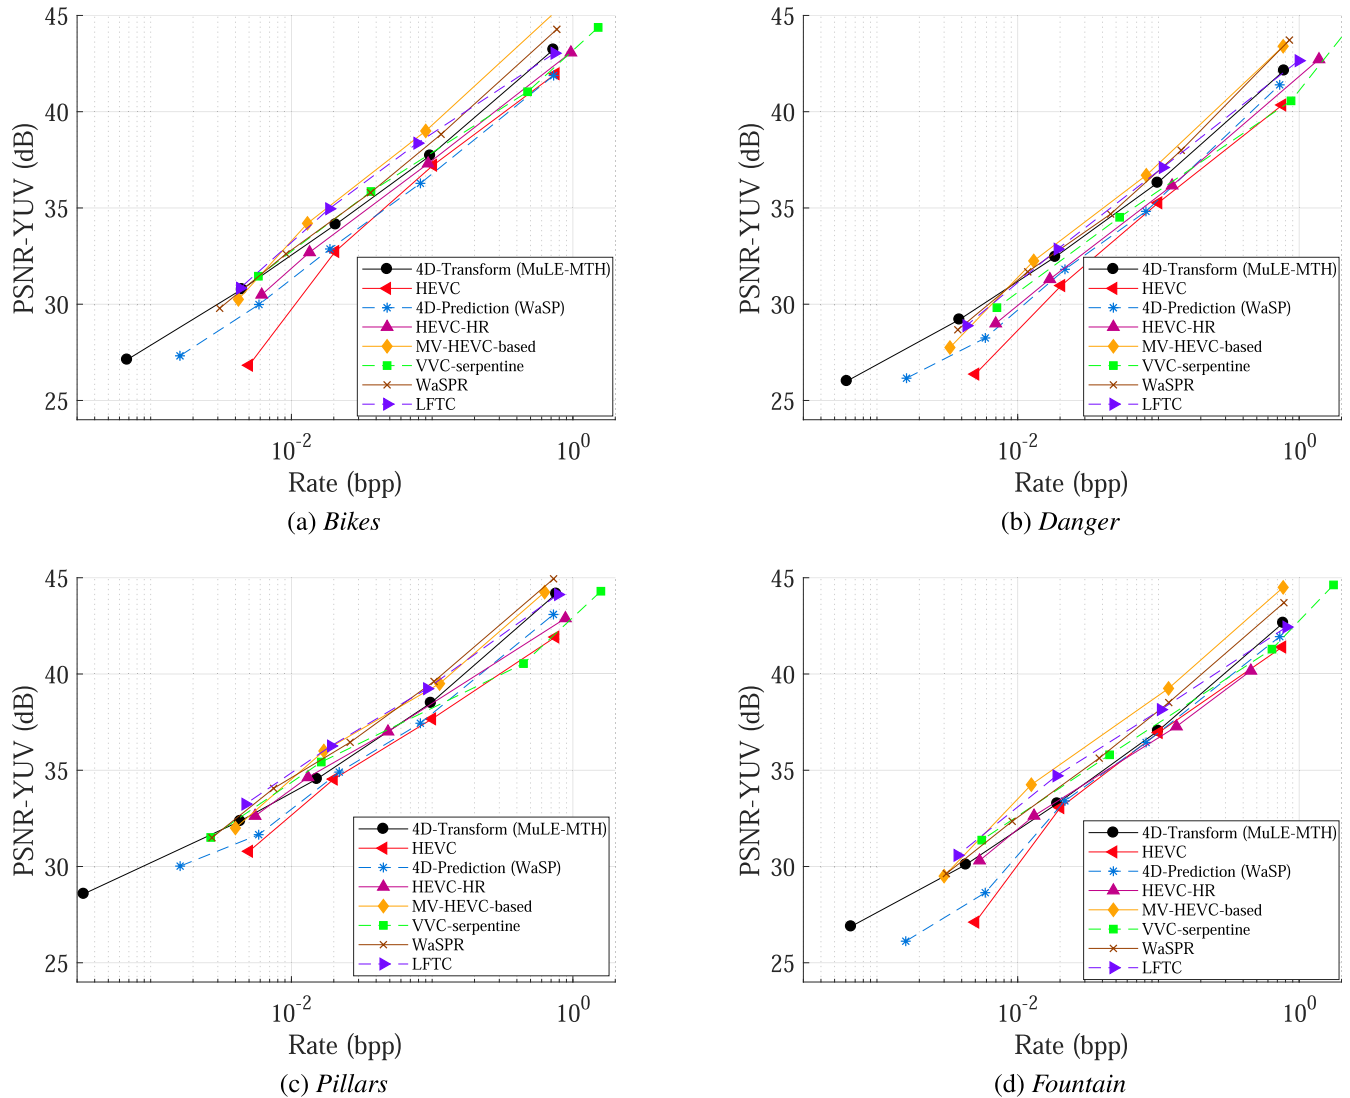 45
40
35
30
25
PSNR-YUV (dB)
4D-Transform (MuLE-MTH)
HEVC
4D-Prediction (WaSP)
HEVC-HR
MV-HEVC-based
VVC-serpentine
WaSPR
LFTC
10^-2
10^0
Rate (bpp)
(a) Bikes
45
40
35
30
25
PSNR-YUV (dB)
4D-Transform (MuLE-MTH)
HEVC
4D-Prediction (WaSP)
HEVC-HR
MV-HEVC-based
VVC-serpentine
WaSPR
LFTC
10^-2
10^0
Rate (bpp)
(b) Danger
45
40
35
30
25
PSNR-YUV (dB)
4D-Transform (MuLE-MTH)
HEVC
4D-Prediction (WaSP)
HEVC-HR
MV-HEVC-based
VVC-serpentine
WaSPR
LFTC
10^-2
10^0
Rate (bpp)
(c) Pillars
45
40
35
30
25
PSNR-YUV (dB)
4D-Transform (MuLE-MTH)
HEVC
4D-Prediction (WaSP)
HEVC-HR
MV-HEVC-based
VVC-serpentine
WaSPR
LFTC
10^-2
10^0
Rate (bpp)
(d) Fountain